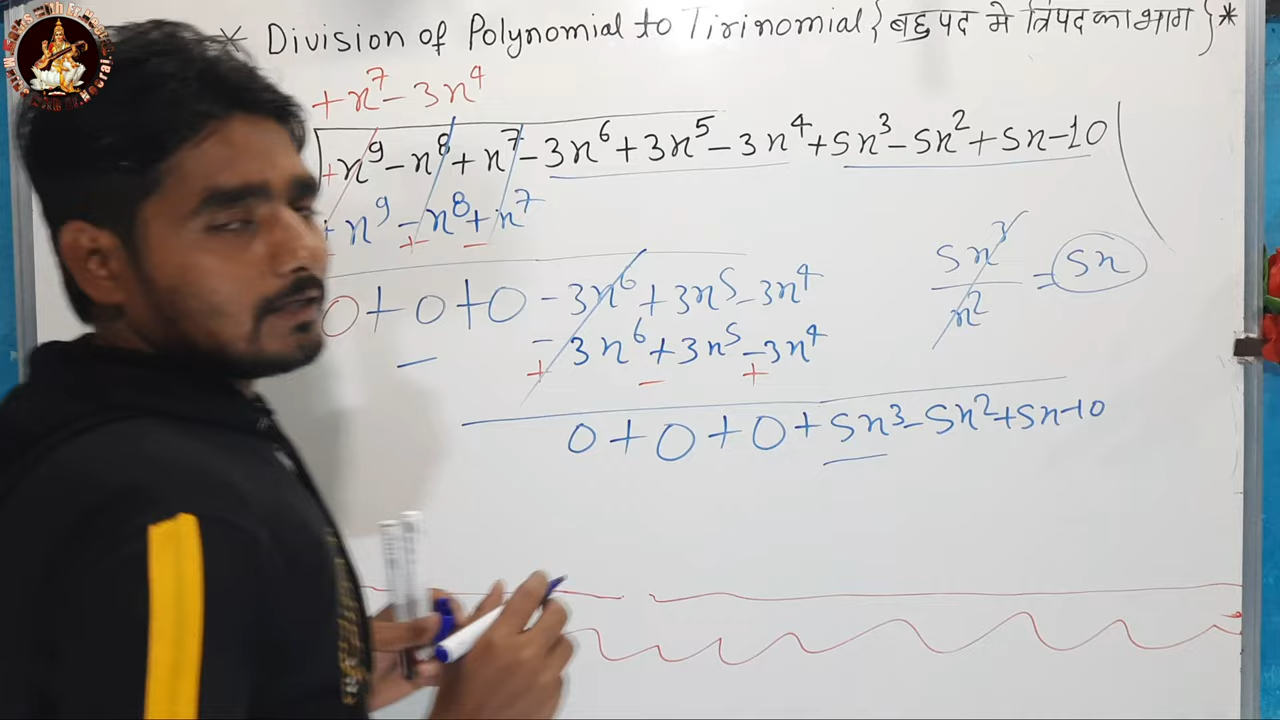 * Division of Polynomial to Tirinomial { बहुपद मे त्रिपद का भाग } *
+x⁷ - 3x⁴
+x⁹ - x⁸ + x⁷ - 3x⁶ + 3x⁵ - 3x⁴ + 5x³ - 5x² + 5x - 10
+ x⁹ - x⁸ + x⁷
+ -
0 + 0 + 0 - 3x⁶ + 3x⁵ - 3x⁴
- - 3x⁶ + 3x⁵ - 3x⁴
+ - +
0 + 0 + 0 + 5x³ - 5x² + 5x - 10
5x³/x² = 5x